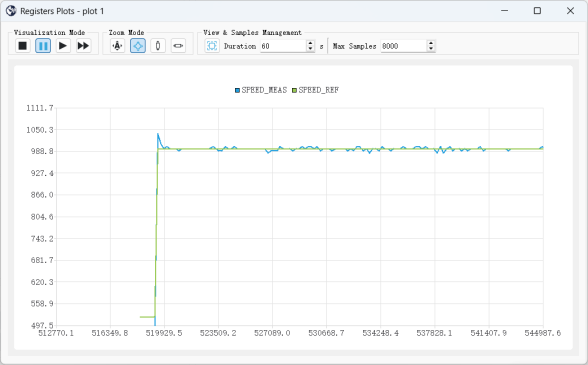 Registers Plots - plot 1
Visualization Mode
Zoom Mode
View & Samples Management
A
Duration 60 s
Max Samples 8000
SPEED_MEAS SPEED_REF
1111.7
1050.3
988.8
927.4
866.0
804.6
743.2
681.7
620.3
558.9
497.5
512770.1 516349.8 519929.5 523509.2 527089.0 530668.7 534248.4 537828.1 541407.9 544987.6